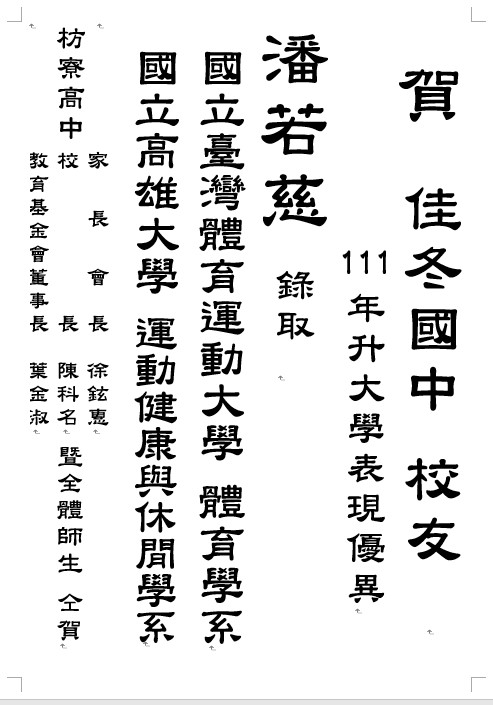 賀 佳冬國中 校友
111年升大學表現優異
潘若慈 錄取
國立臺灣體育運動大學 體育學系
國立高雄大學 運動健康與休閒學系
枋寮高中
家長會長 徐鉉惠
校長 陳科名
教育基金會董事長 葉金淑
暨全體師生 仝賀